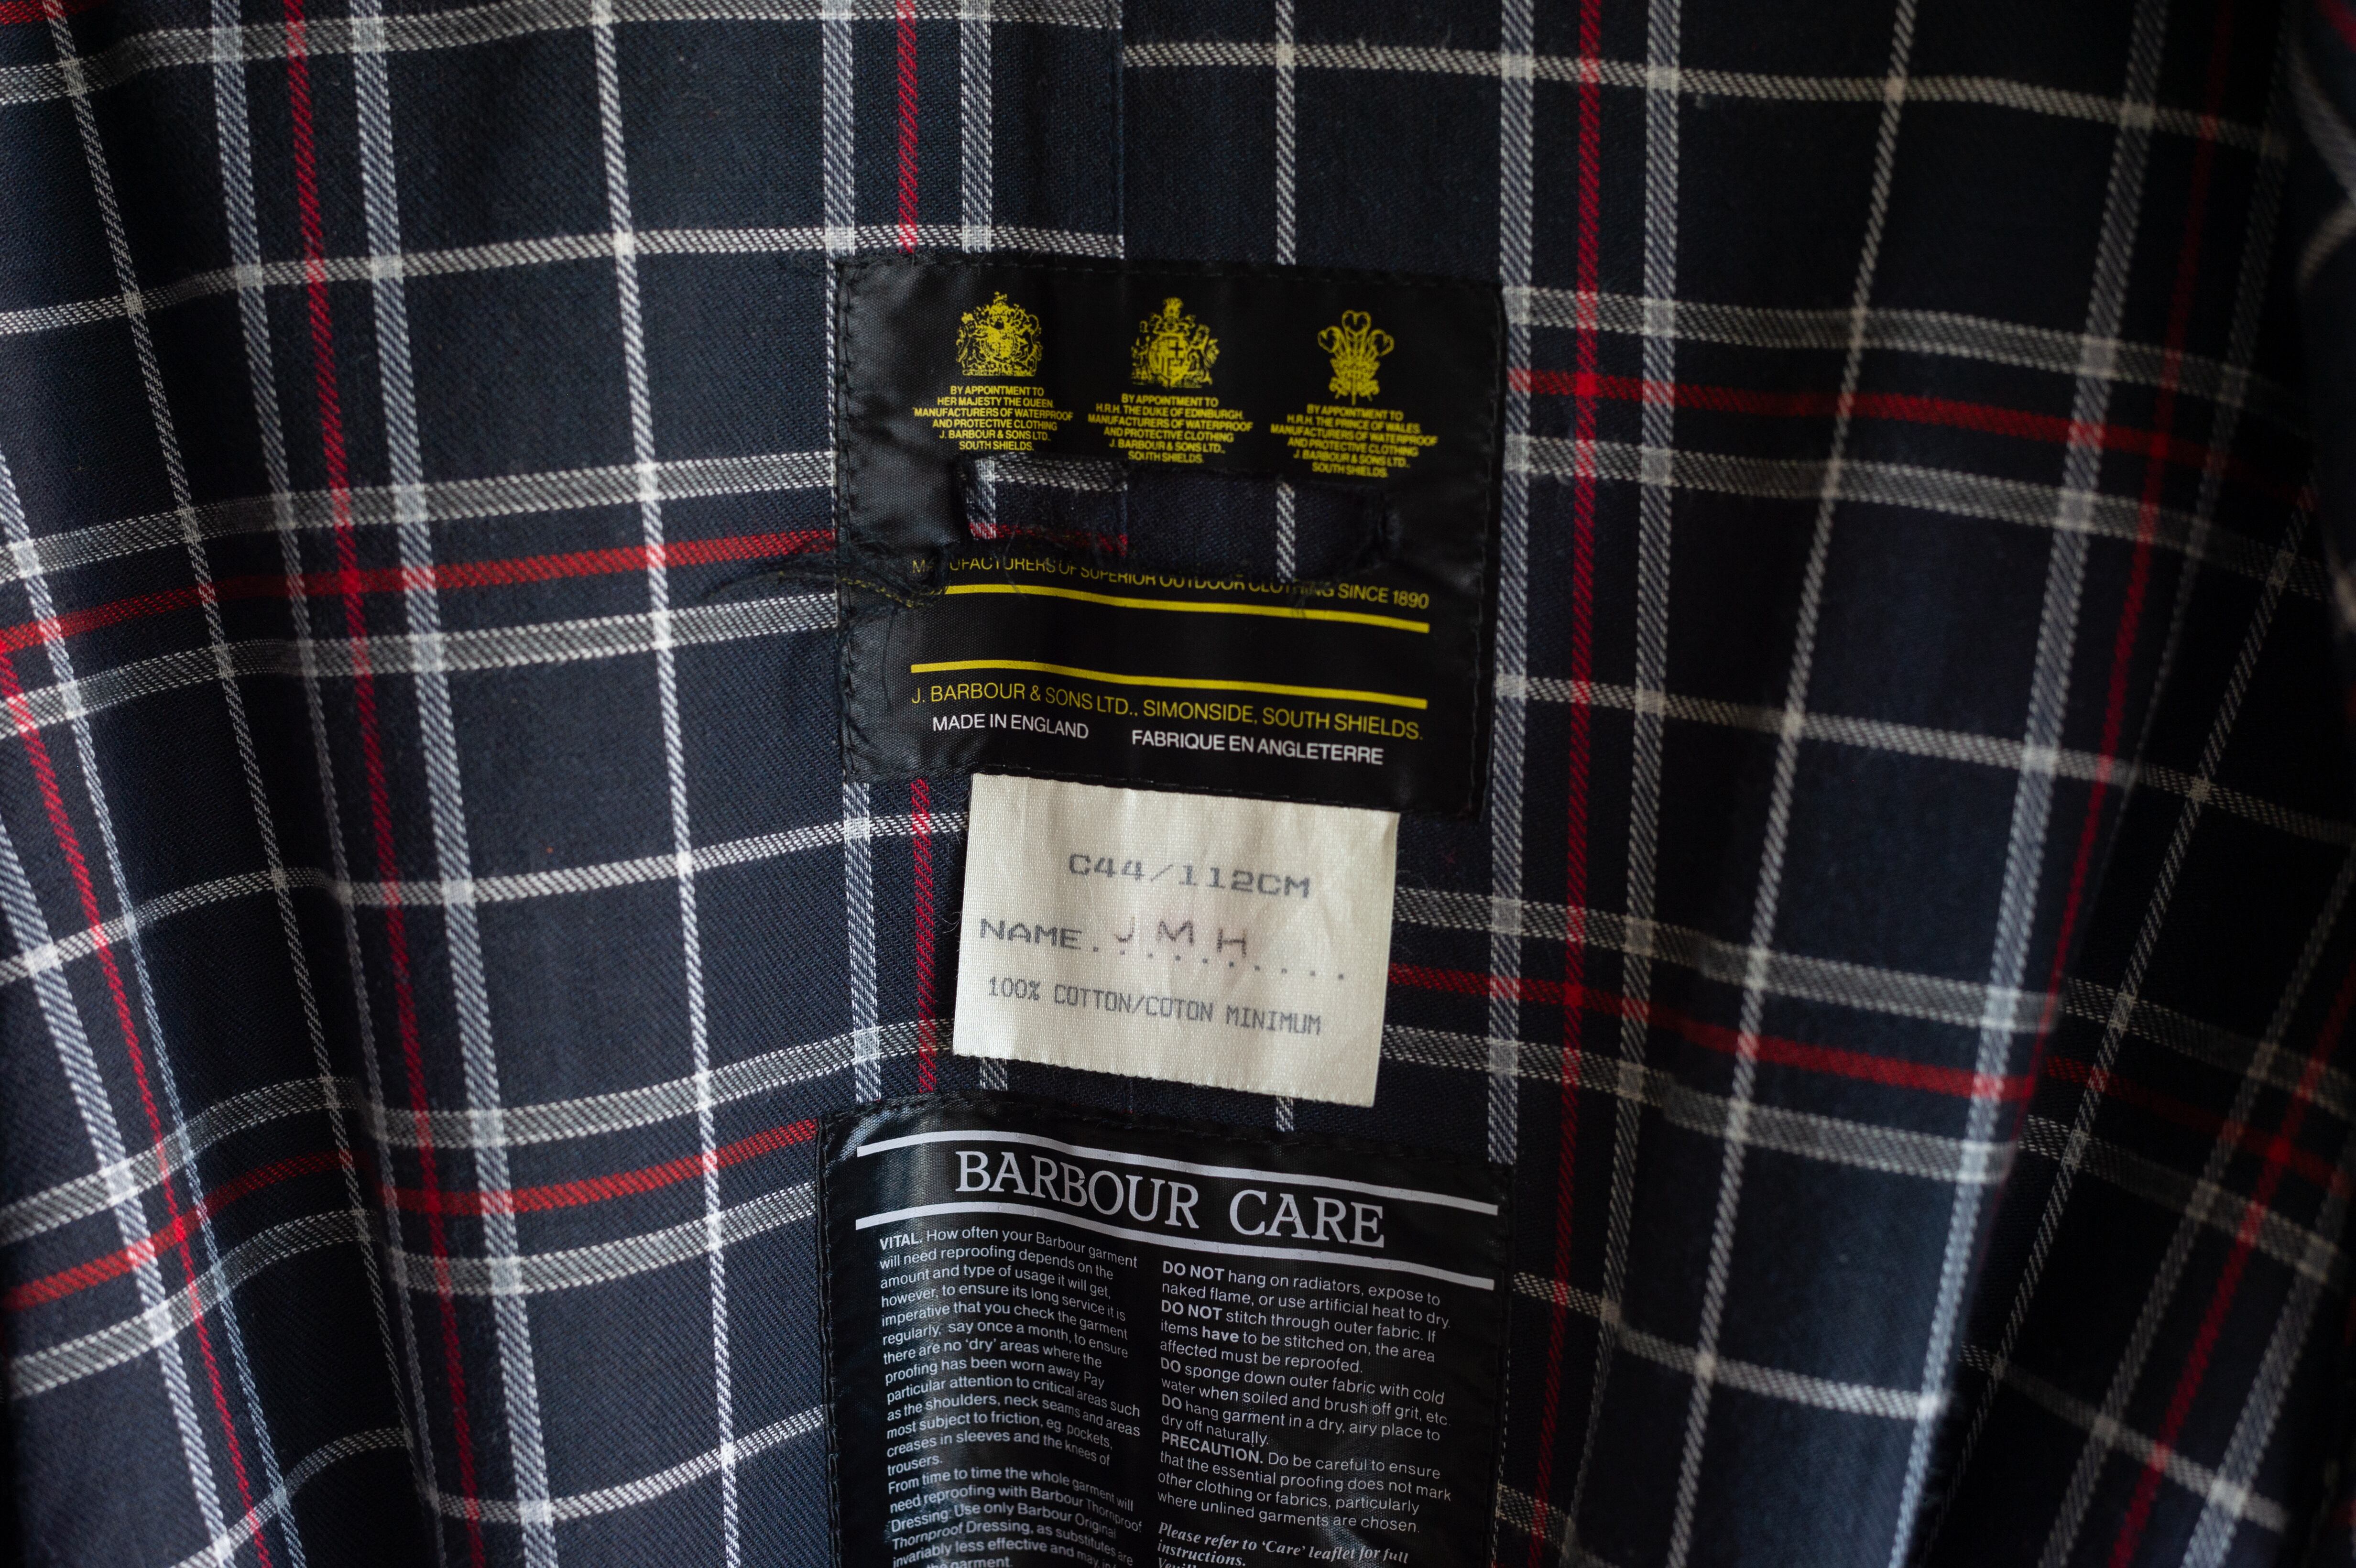 BY APPOINTMENT TO
HER MAJESTY THE QUEEN.
MANUFACTURERS OF WATERPROOF
AND PROTECTIVE CLOTHING
J. BARBOUR & SONS LTD.,
SOUTH SHIELDS.
BY APPOINTMENT TO
H.R.H. THE DUKE OF EDINBURGH.
MANUFACTURERS OF WATERPROOF
AND PROTECTIVE CLOTHING
J. BARBOUR & SONS LTD.,
SOUTH SHIELDS.
BY APPOINTMENT TO
H.R.H. THE PRINCE OF WALES.
MANUFACTURERS OF WATERPROOF
AND PROTECTIVE CLOTHING
J. BARBOUR & SONS LTD.,
SOUTH SHIELDS.
MANUFACTURERS OF SUPERIOR OUTDOOR CLOTHING SINCE 1890
J. BARBOUR & SONS LTD., SIMONSIDE, SOUTH SHIELDS.
MADE IN ENGLAND FABRIQUE EN ANGLETERRE
C44/112CM
NAME. J M H
100% COTTON/COTON MINIMUM
BARBOUR CARE
VITAL. How often your Barbour garment
will need reproofing depends on the
amount and type of usage it will get,
however, to ensure its long service it is
imperative that you check the garment
regularly, say once a month, to ensure
there are no 'dry' areas where the
proofing has been worn away. Pay
particular attention to critical areas such
as the shoulders, neck seams and areas
most subject to friction, eg. pockets,
creases in sleeves and the knees of
trousers.
From time to time the whole garment will
need reproofing with Barbour Thornproof
Dressing: Use only Barbour Original
Thornproof Dressing, as substitutes are
invariably less effective and may
the garment.
DO NOT hang on radiators, expose to
naked flame, or use artificial heat to dry.
DO NOT stitch through outer fabric. If
items have to be stitched on, the area
affected must be reproofed.
DO sponge down outer fabric with cold
water when soiled and brush off grit, etc.
DO hang garment in a dry, airy place to
dry off naturally.
PRECAUTION. Do be careful to ensure
that the essential proofing does not mark
other clothing or fabrics, particularly
where unlined garments are chosen.
Please refer to 'Care' leaflet for full
instructions.